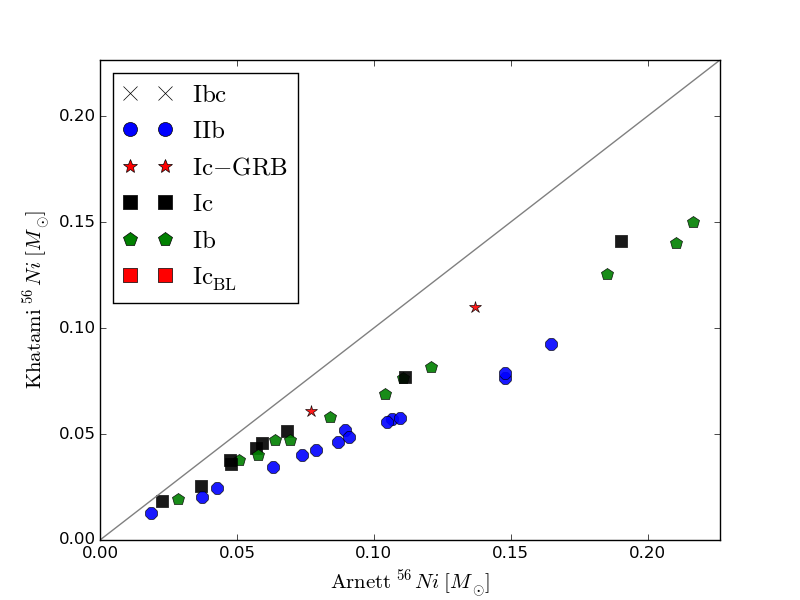 Ibc
IIb
Ic−GRB
Ic
Ib
Ic_BL
0.20
0.15
0.10
0.05
0.00
0.00 0.05 0.10 0.15 0.20
Khatami ⁵⁶Ni [M☉]
Arnett ⁵⁶Ni [M☉]